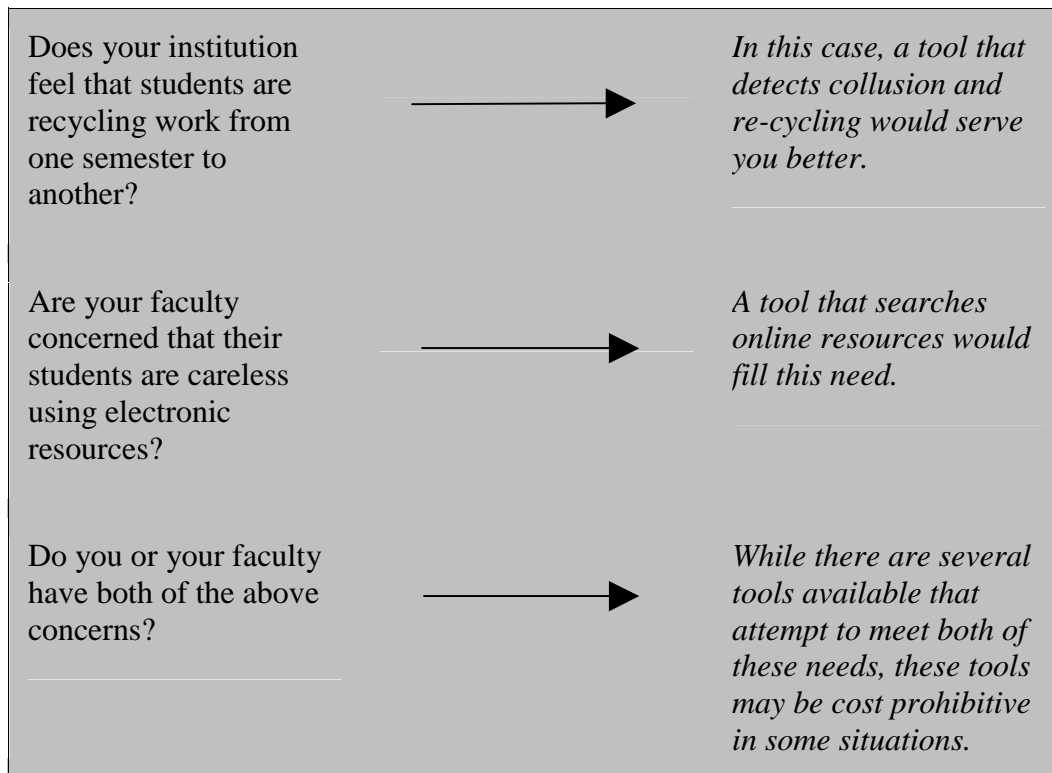 Does your institution
feel that students are
recycling work from
one semester to
another?
In this case, a tool that
detects collusion and
re-cycling would serve
you better.
Are your faculty
concerned that their
students are careless
using electronic
resources?
A tool that searches
online resources would
fill this need.
Do you or your faculty
have both of the above
concerns?
While there are several
tools available that
attempt to meet both of
these needs, these tools
may be cost prohibitive
in some situations.